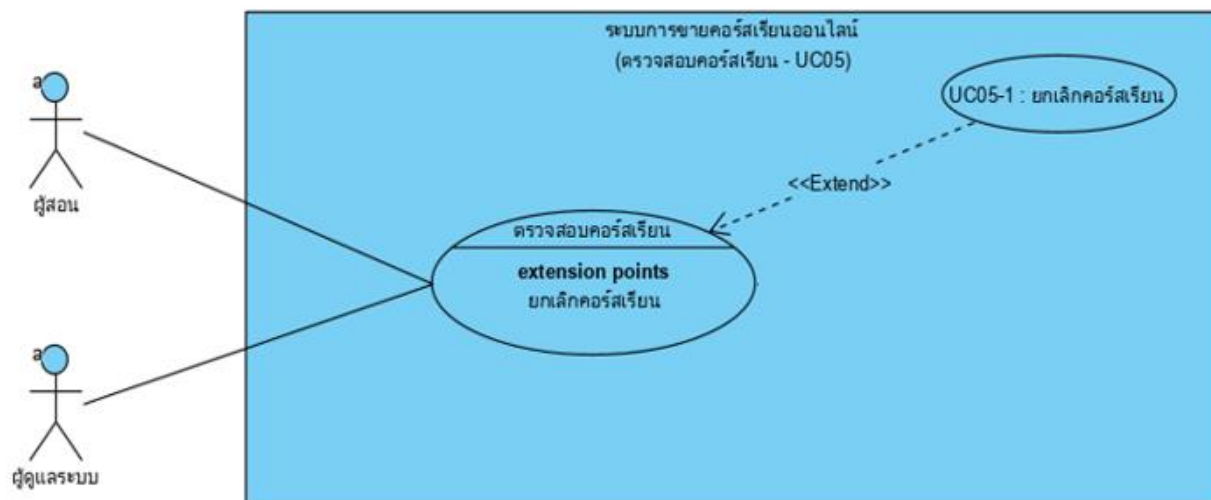 ระบบการขายคอร์สเรียนออนไลน์
(ตรวจสอบคอร์สเรียน - UC05)
a
ผู้สอน
UC05-1 : ยกเลิกคอร์สเรียน
<<Extend>>
ตรวจสอบคอร์สเรียน
extension points
ยกเลิกคอร์สเรียน
a
ผู้ดูแลระบบ